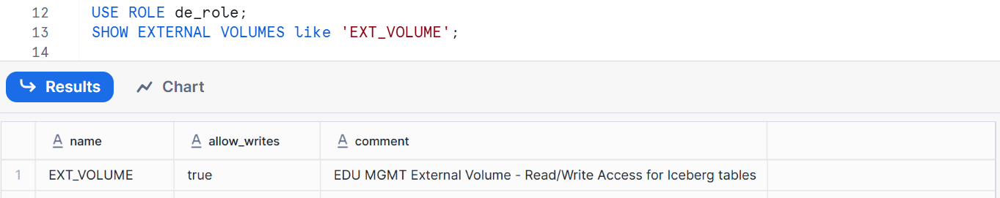 12 USE ROLE de_role;
13 SHOW EXTERNAL VOLUMES like 'EXT_VOLUME';
14
Results Chart
A name A allow_writes A comment
1 EXT_VOLUME true EDU MGMT External Volume - Read/Write Access for Iceberg tables